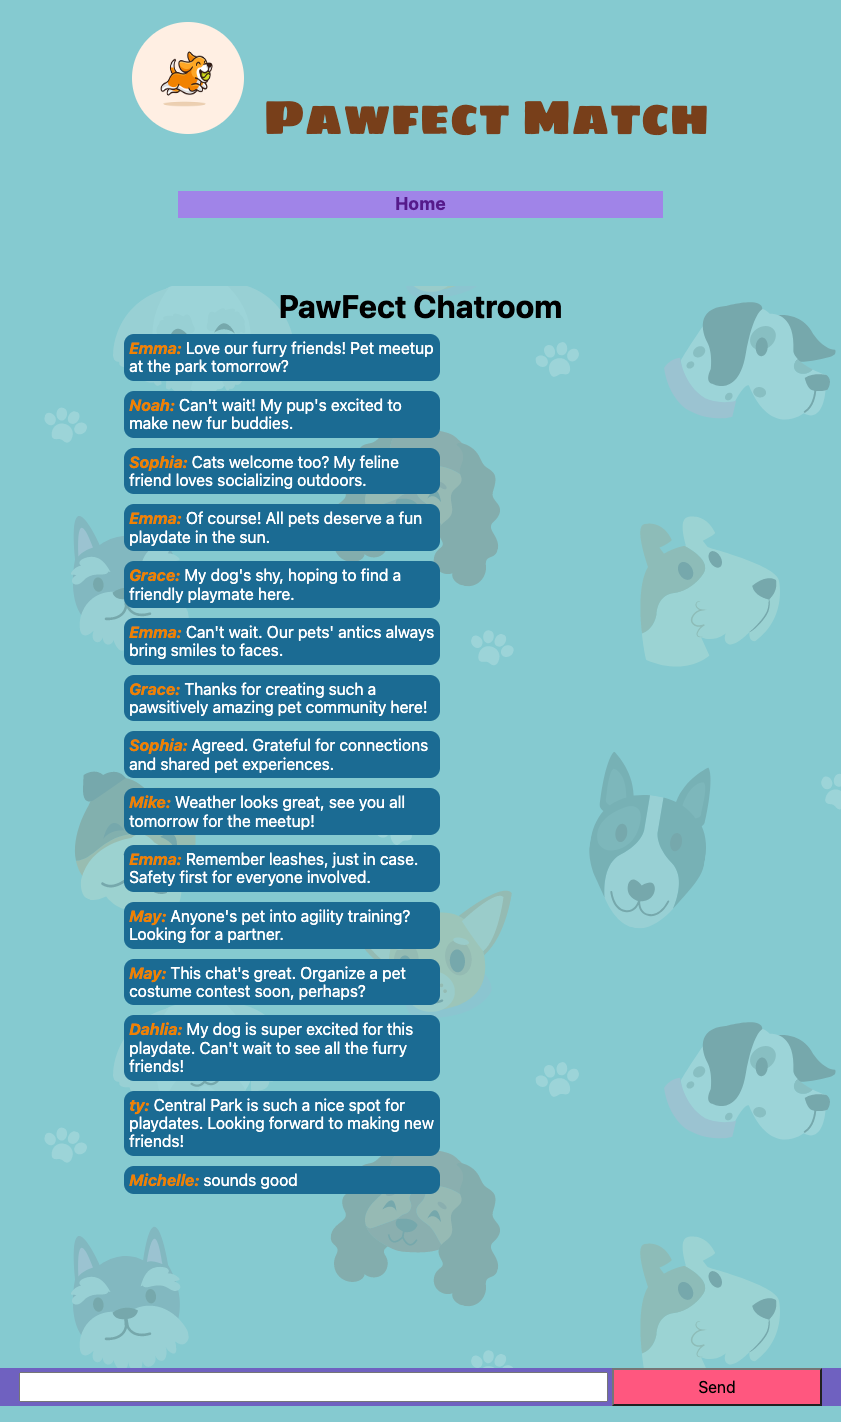 Pawfect Match
Home
PawFect Chatroom
Emma: Love our furry friends! Pet meetup
at the park tomorrow?
Noah: Can't wait! My pup's excited to
make new fur buddies.
Sophia: Cats welcome too? My feline
friend loves socializing outdoors.
Emma: Of course! All pets deserve a fun
playdate in the sun.
Grace: My dog's shy, hoping to find a
friendly playmate here.
Emma: Can't wait. Our pets' antics always
bring smiles to faces.
Grace: Thanks for creating such a
pawsitively amazing pet community here!
Sophia: Agreed. Grateful for connections
and shared pet experiences.
Mike: Weather looks great, see you all
tomorrow for the meetup!
Emma: Remember leashes, just in case.
Safety first for everyone involved.
May: Anyone's pet into agility training?
Looking for a partner.
May: This chat's great. Organize a pet
costume contest soon, perhaps?
Dahlia: My dog is super excited for this
playdate. Can't wait to see all the furry
friends!
ty: Central Park is such a nice spot for
playdates. Looking forward to making new
friends!
Michelle: sounds good
Send